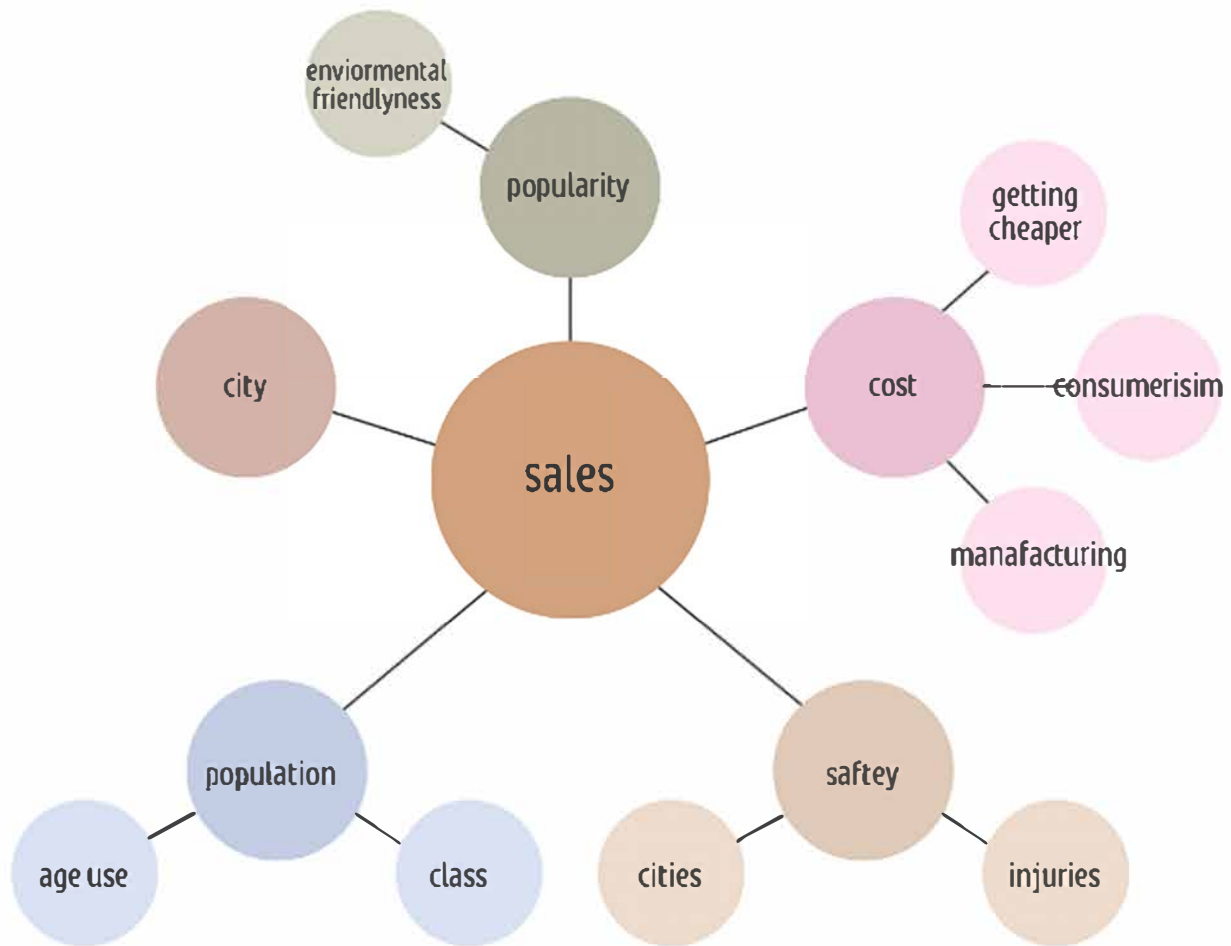 enviormental
friendlyness
popularity
getting
cheaper
city
cost
consumerisim
sales
manafacturing
population
saftey
age use
class
cities
injuries